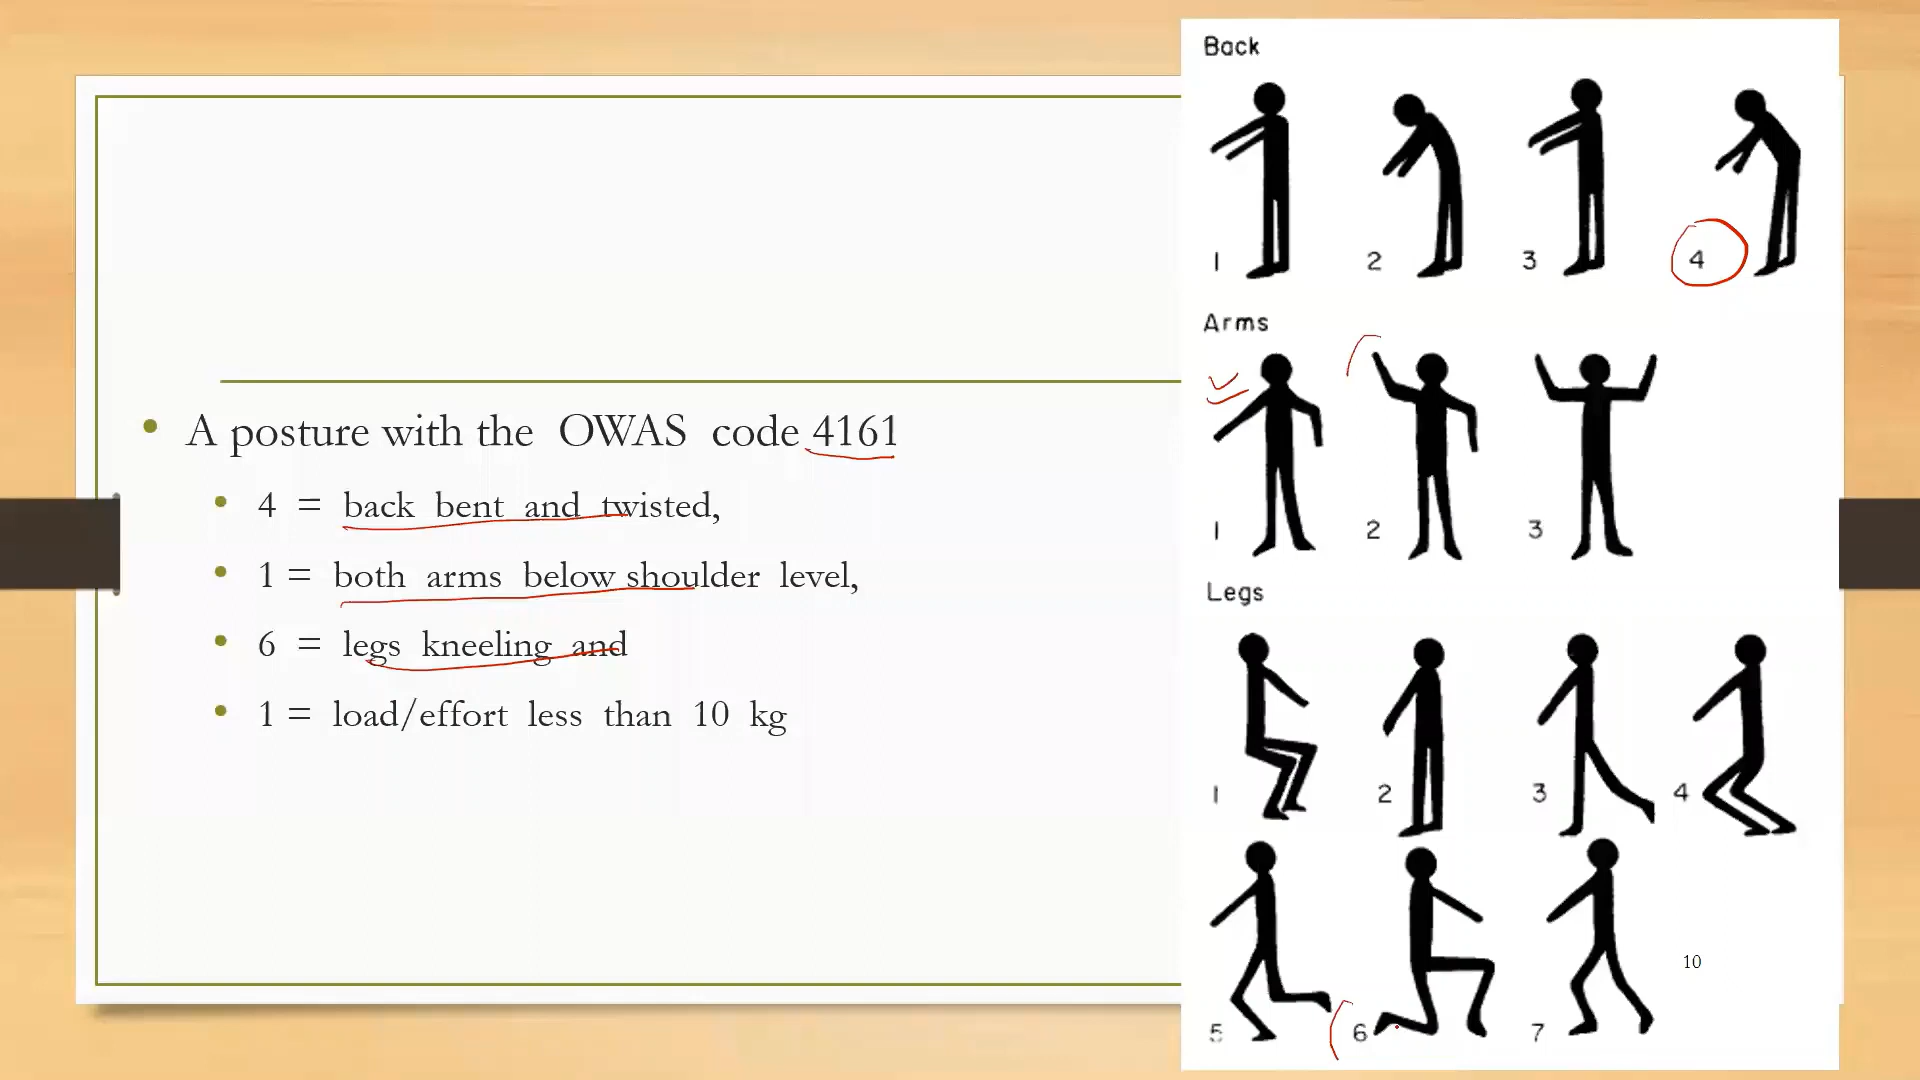 A posture with the OWAS code 4161
4 = back bent and twisted,
1 = both arms below shoulder level,
6 = legs kneeling and
1 = load/effort less than 10 kg
Back
1 2 3 4
Arms
1 2 3
Legs
1 2 3 4
5 6 7
10